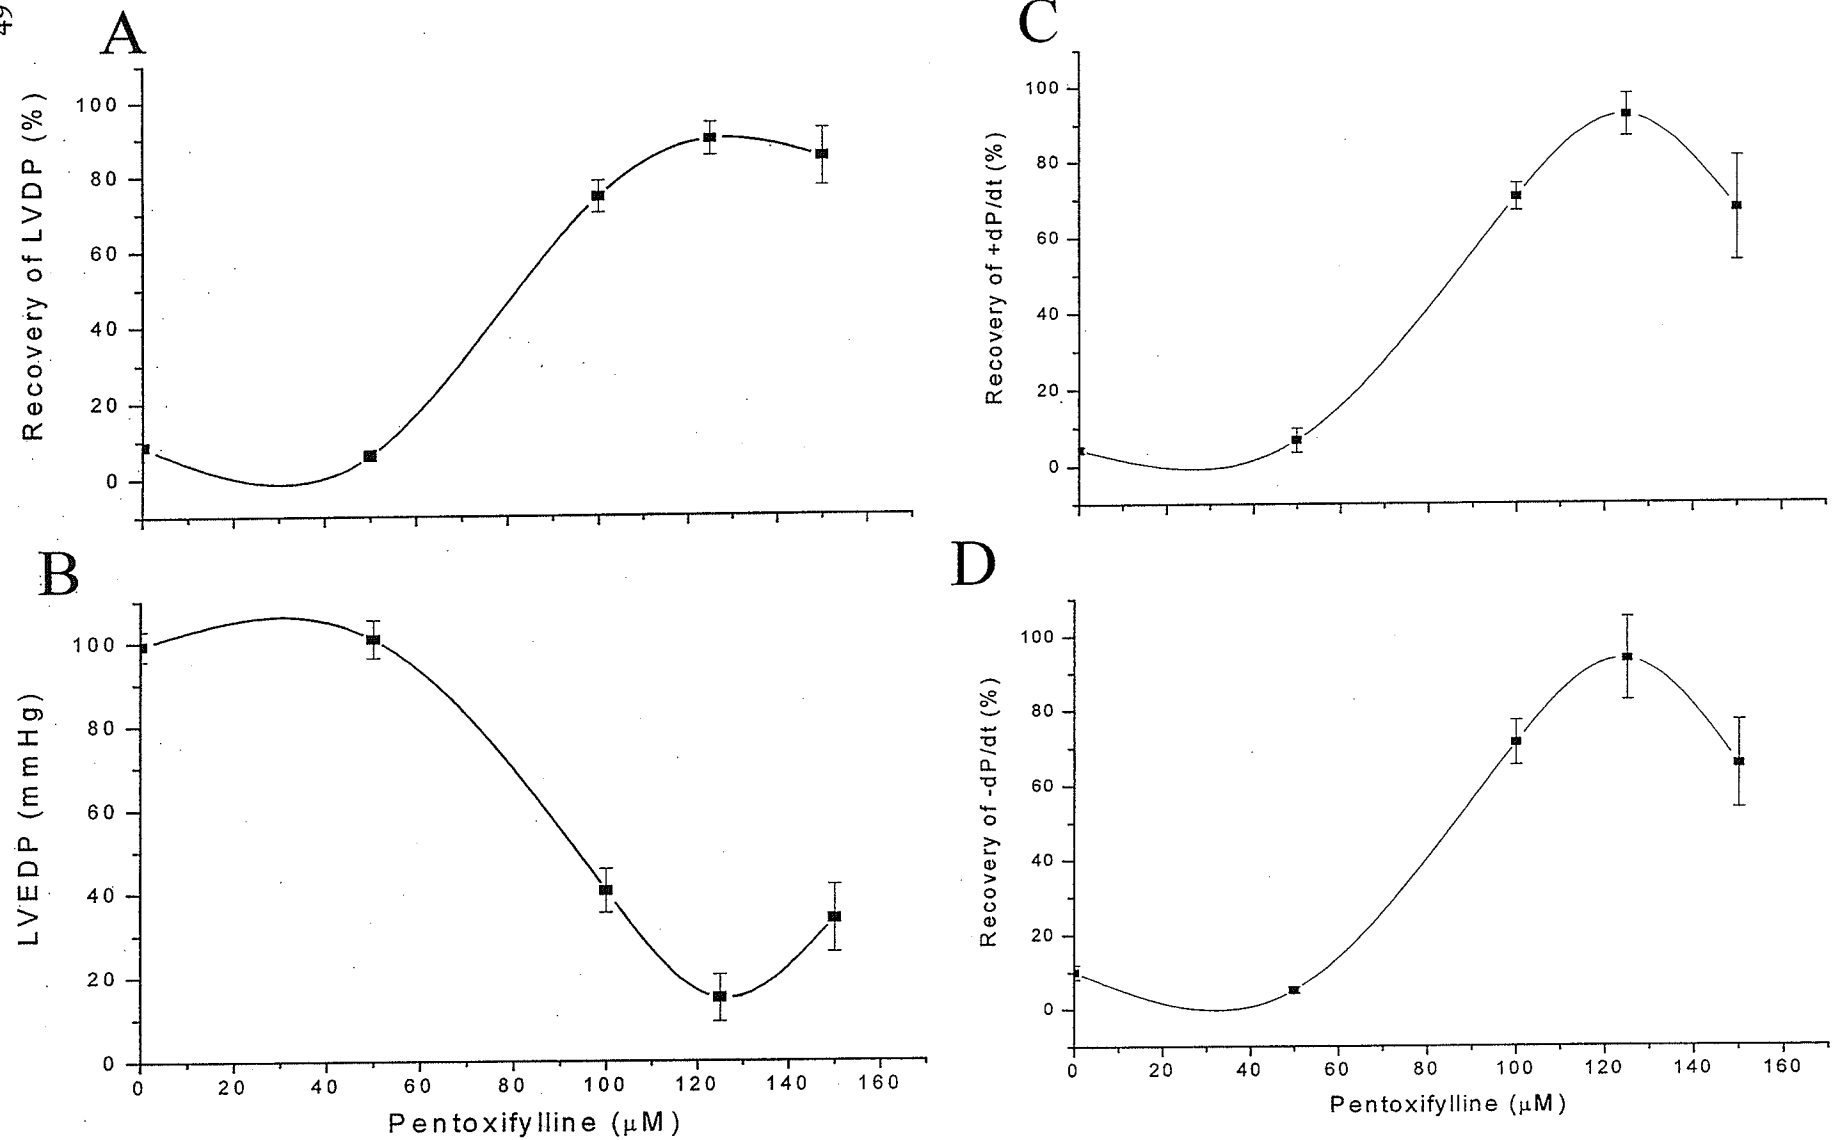 49
A
Recovery of LVDP (%)
100
80
60
40
20
0
B
LVEDP (mmHg)
100
80
60
40
20
0
0 20 40 60 80 100 120 140 160
Pentoxifylline (μM)
C
Recovery of +dP/dt (%)
100
80
60
40
20
0
D
Recovery of -dP/dt (%)
100
80
60
40
20
0
0 20 40 60 80 100 120 140 160
Pentoxifylline (μM)